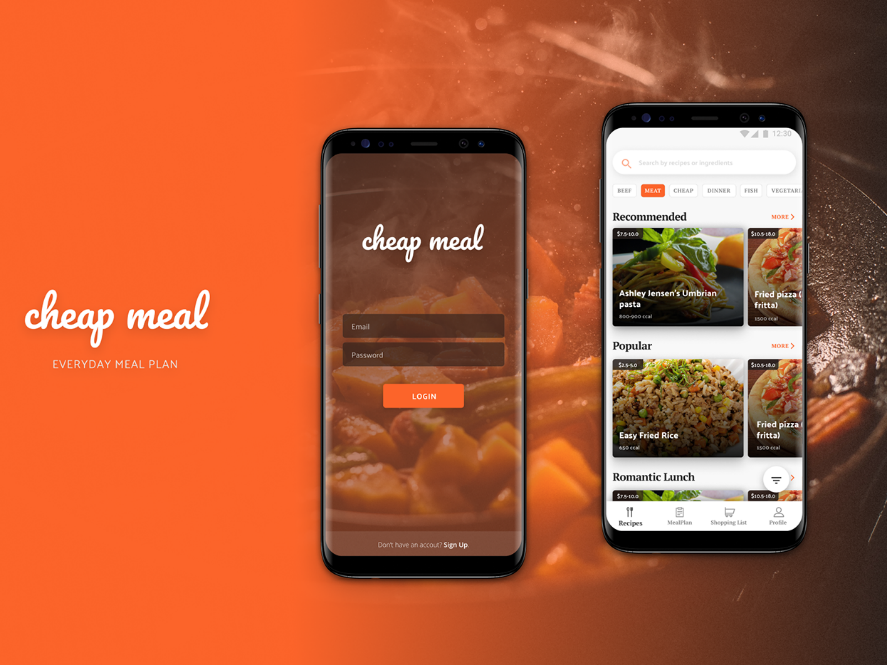 cheap meal
EVERYDAY MEAL PLAN
cheap meal
Email
Password
LOGIN
Don't have an accout? Sign Up.
12:30
Search by recipes or ingredients
BEEF MEAT CHEAP DINNER FISH VEGETARI
Recommended MORE
$7.5-10.0
Ashley Jensen's Umbrian
pasta
800-900 ccal
$10.5-18.0
Fried pizza (
fritta)
1500 ccal
Popular MORE
$2.5-5.0
Easy Fried Rice
650 ccal
$10.5-18.0
Fried pizza (
fritta)
1500 ccal
Romantic Lunch
$7.5-10.0
$10.5-18.0
Recipes MealPlan Shopping List Profile